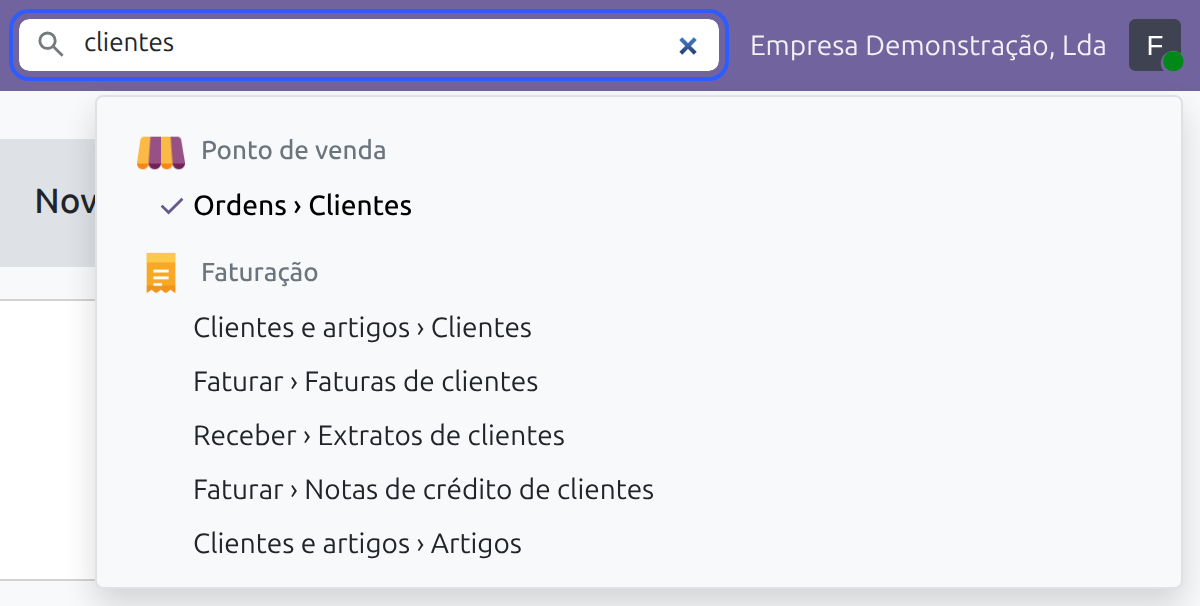 clientes
Empresa Demonstração, Lda
F
Ponto de venda
Nov
Ordens › Clientes
Faturação
Clientes e artigos › Clientes
Faturar › Faturas de clientes
Receber › Extratos de clientes
Faturar › Notas de crédito de clientes
Clientes e artigos › Artigos